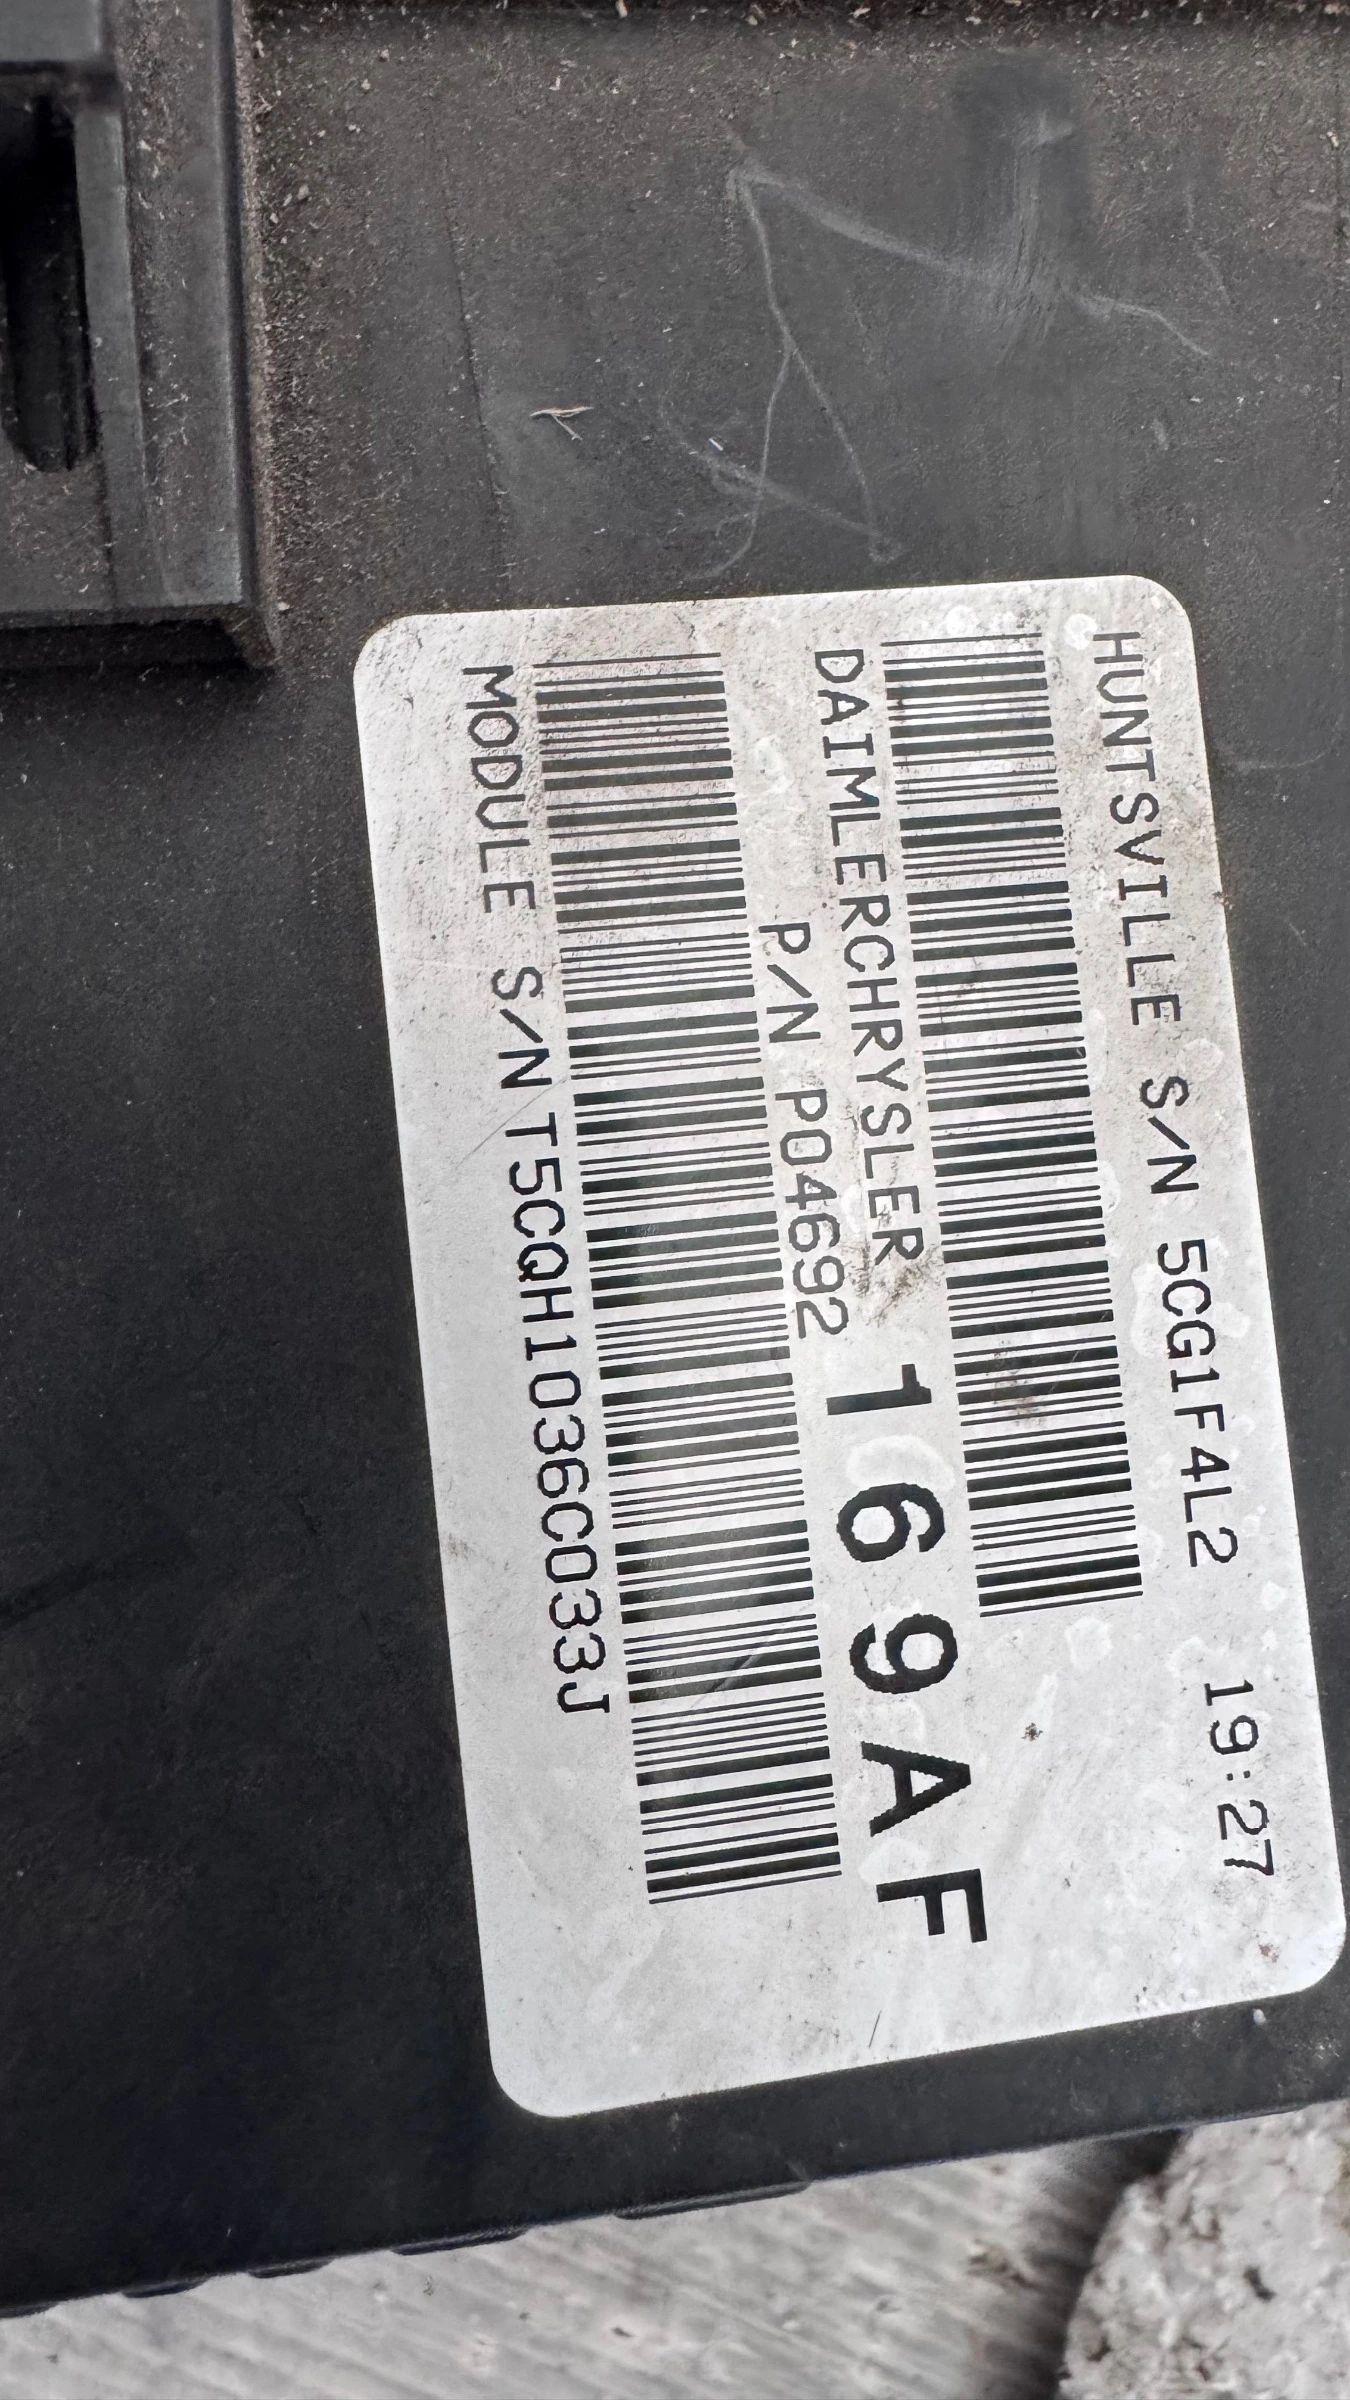 HUNTSVILLE S/N 5CG1F4L2 19:27
DAIMLERCHRYSLER
P/N P04692 169AF
MODULE S/N T5CQH1036C033J